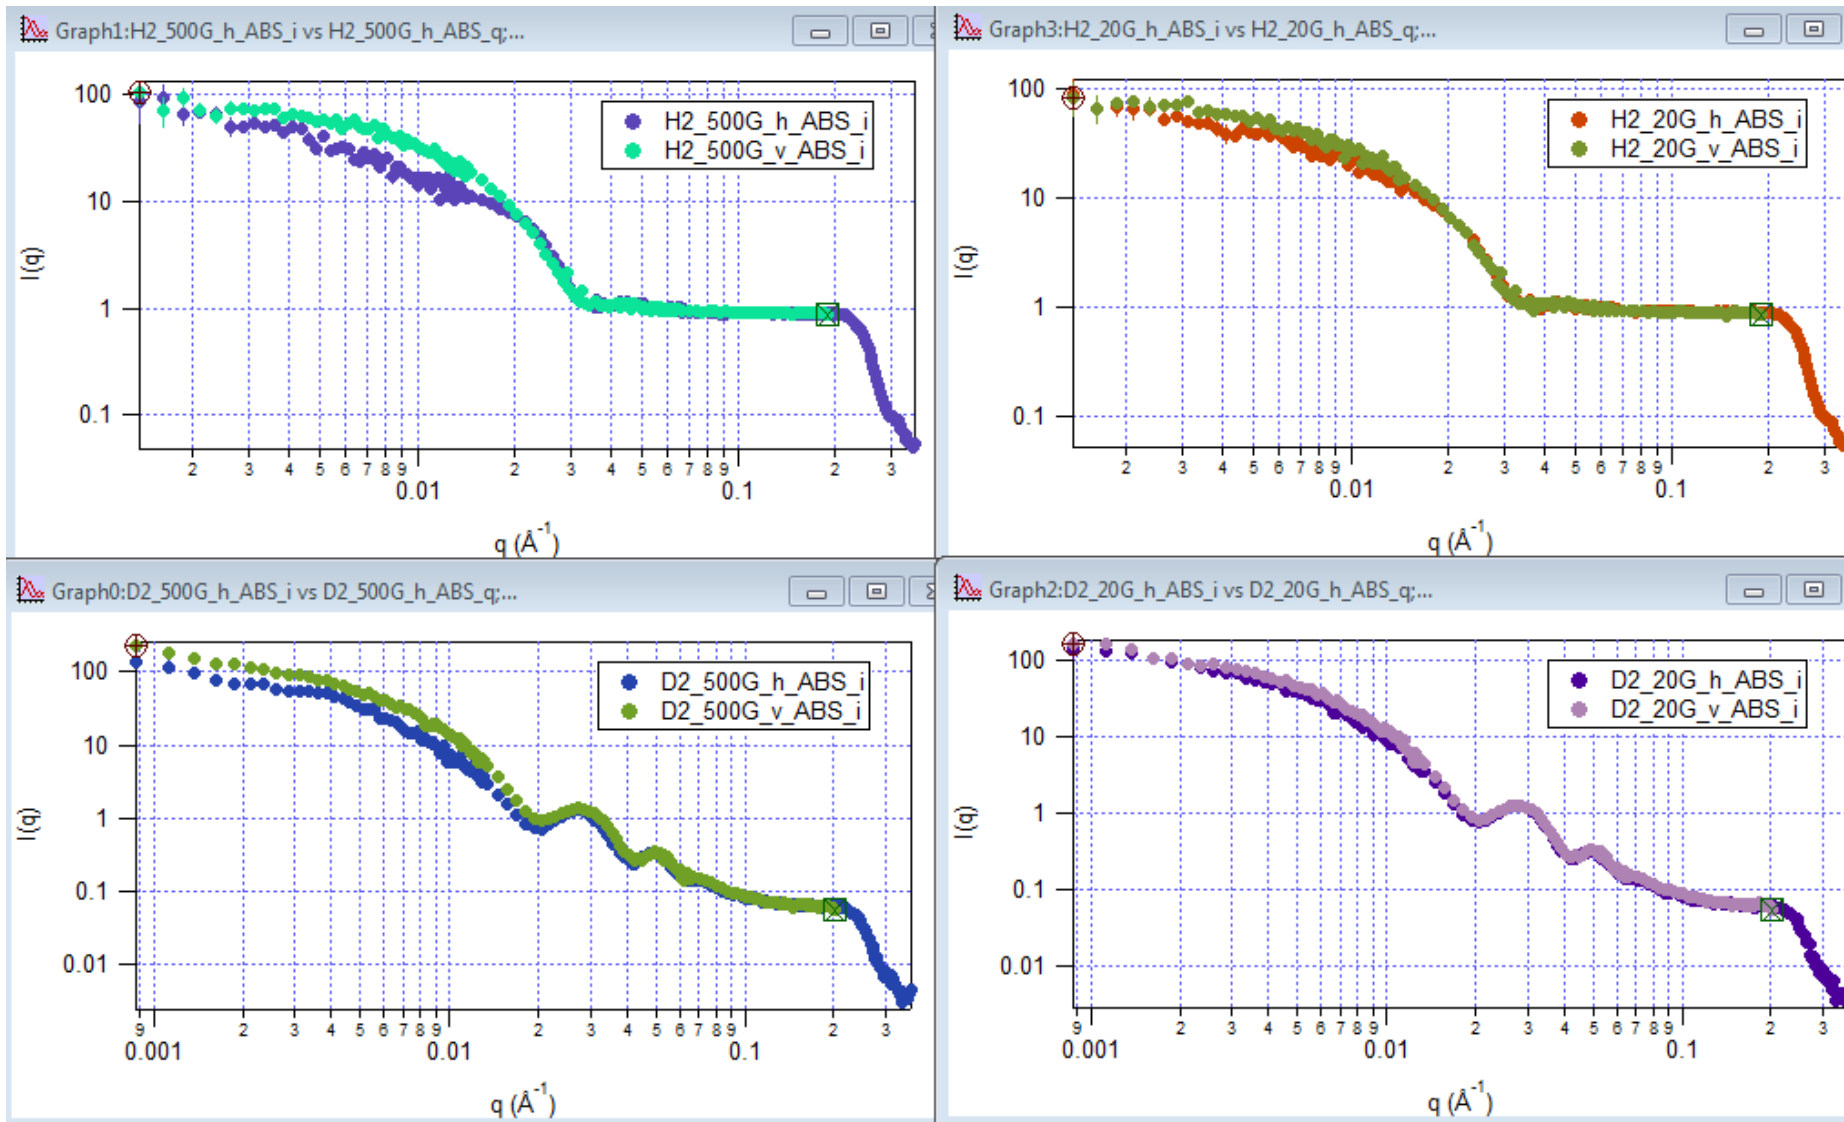 Graph1:H2_500G_h_ABS_i vs H2_500G_h_ABS_q;...
H2_500G_h_ABS_i
H2_500G_v_ABS_i
100
10
1
0.1
I(q)
2 3 4 5 6 7 8 9 2 3 4 5 6 7 8 9 2 3
0.01 0.1
q (Å⁻¹)
Graph3:H2_20G_h_ABS_i vs H2_20G_h_ABS_q;...
H2_20G_h_ABS_i
H2_20G_v_ABS_i
100
10
1
0.1
I(q)
2 3 4 5 6 7 8 9 2 3 4 5 6 7 8 9 2 3
0.01 0.1
q (Å⁻¹)
Graph0:D2_500G_h_ABS_i vs D2_500G_h_ABS_q;...
D2_500G_h_ABS_i
D2_500G_v_ABS_i
100
10
1
0.1
0.01
I(q)
9 2 3 4 5 6 7 8 9 2 3 4 5 6 7 8 9 2 3
0.001 0.01 0.1
q (Å⁻¹)
Graph2:D2_20G_h_ABS_i vs D2_20G_h_ABS_q;...
D2_20G_h_ABS_i
D2_20G_v_ABS_i
100
10
1
0.1
0.01
I(q)
9 2 3 4 5 6 7 8 9 2 3 4 5 6 7 8 9 2 3
0.001 0.01 0.1
q (Å⁻¹)